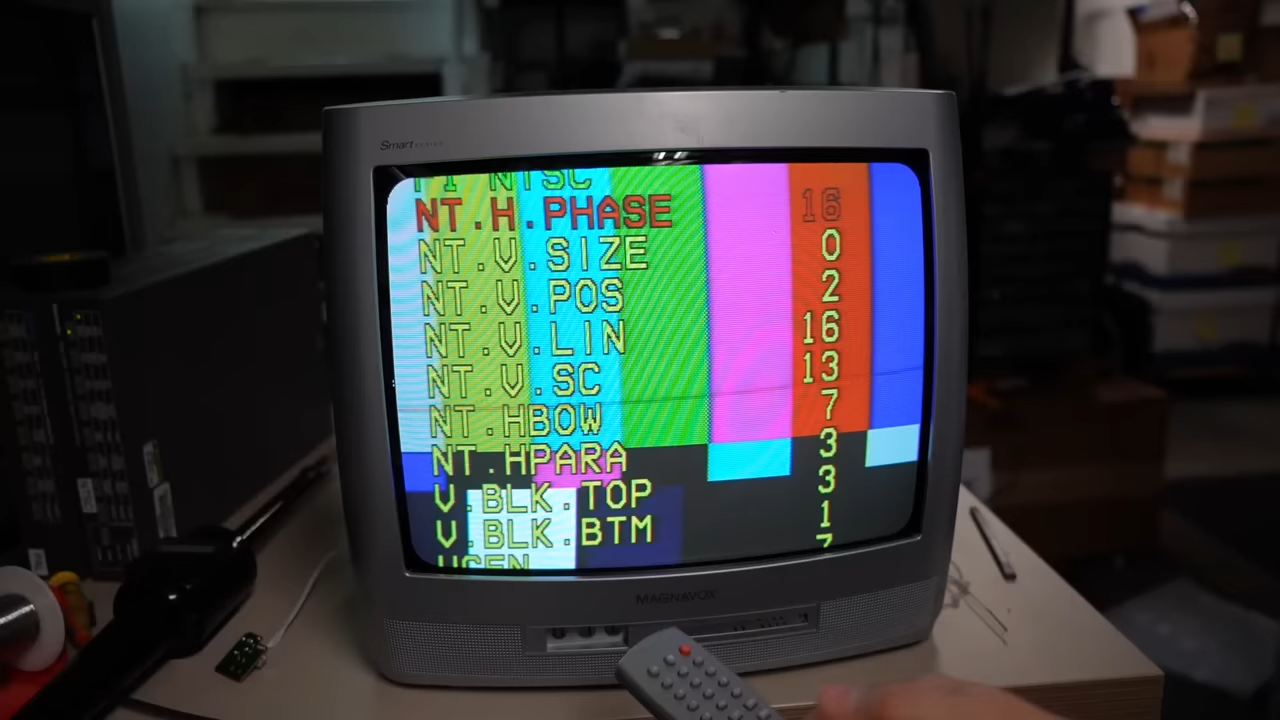 Smart SERIES
NT.H.PHASE 16
NT.V.SIZE 0
NT.V.POS 2
NT.V.LIN 16
NT.V.SC 13
NT.HBOW 7
NT.HPARA 3
V.BLK.TOP 3
V.BLK.BTM 1
MAGNAVOX